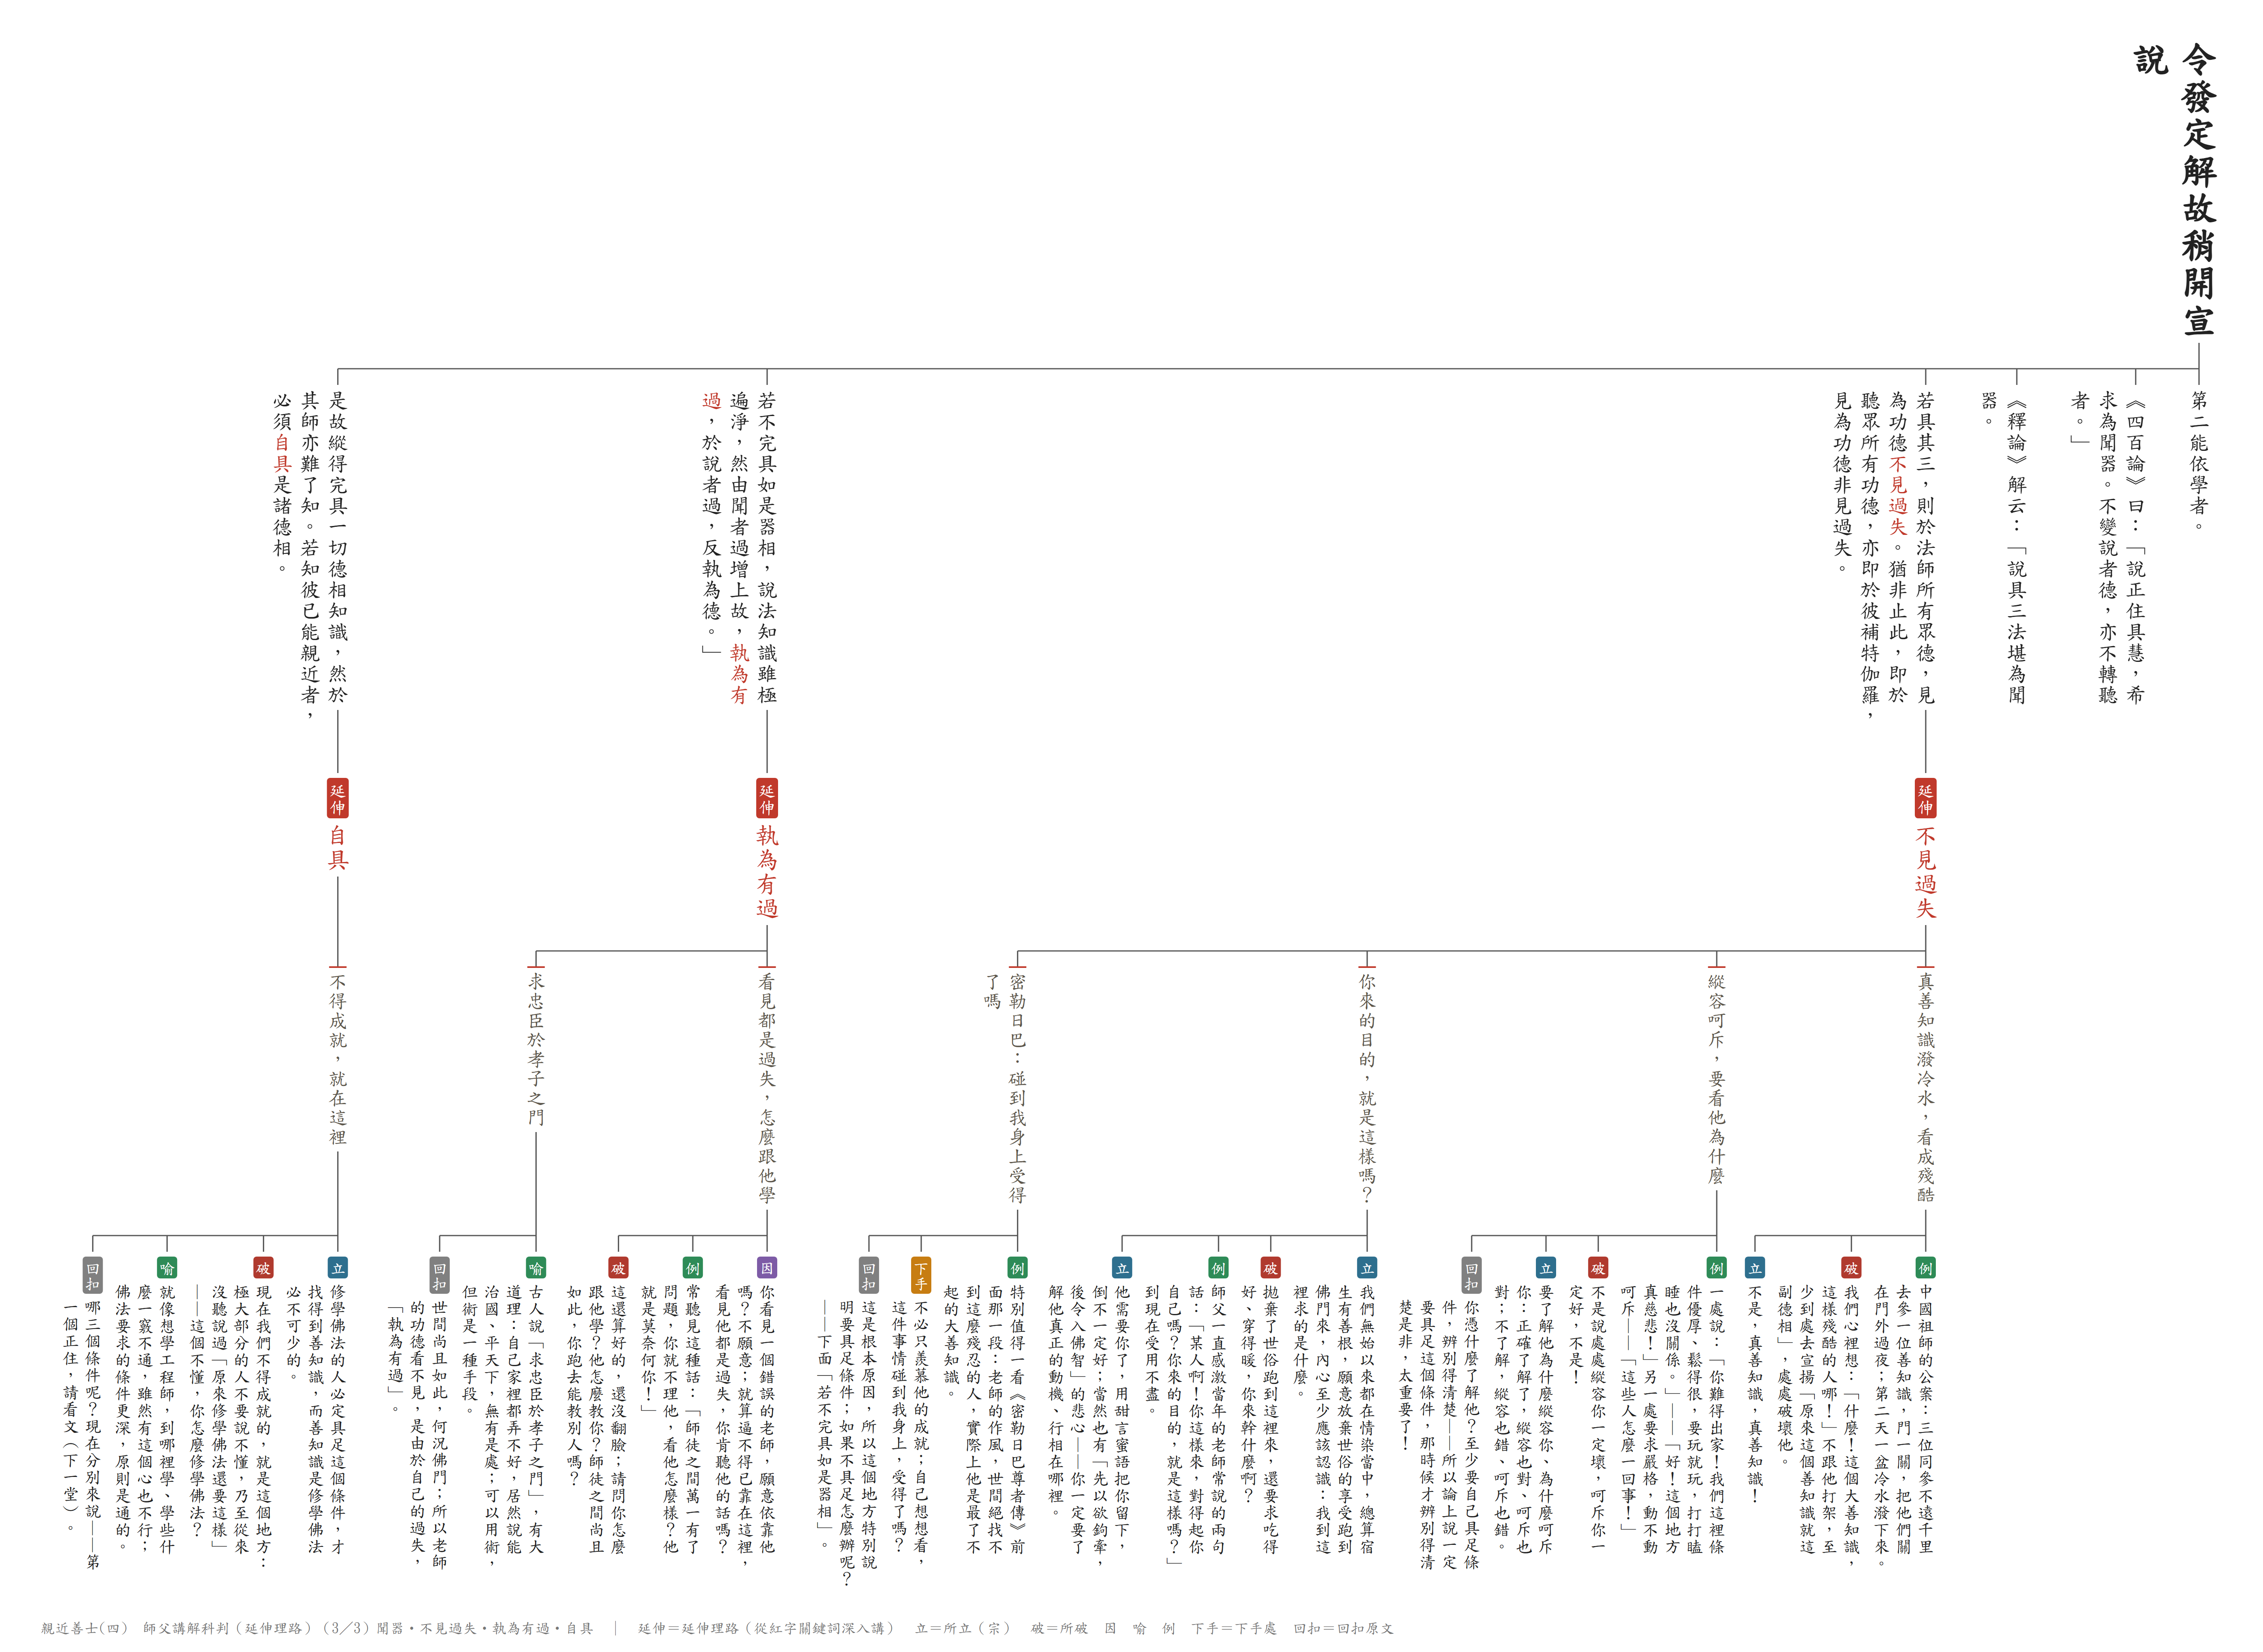 令發定解故稍開宣
說
第二能依學者。
《四百論》曰：「說正住具慧，希
求為聞器。不變說者德，亦不轉聽
者。」
《釋論》解云：「說具三法堪為聞
器。
若具其三，則於法師所有眾德，見
為功德不見過失。猶非止此，即於
聽眾所有功德，亦即於彼補特伽羅，
見為功德非見過失。
若不完具如是器相，說法知識雖極
遍淨，然由聞者過增上故，執為有
過，於說者過，反執為德。」
是故縱得完具一切德相知識，然於
其師亦難了知。若知彼已能親近者，
必須自具是諸德相。
延伸
不見過失
延伸
執為有過
延伸
自具
真善知識潑冷水，看成殘酷
縱容呵斥，要看他為什麼
你來的目的，就是這樣嗎？
密勒日巴：碰到我身上受得
了嗎
看見都是過失，怎麼跟他學
求忠臣於孝子之門
不得成就，就在這裡
例
中國祖師的公案：三位同參不遠千里
去參一位善知識，門一關，把他們關
在門外過夜；第二天一盆冷水潑下來。
破
我們心裡想：「什麼！這個大善知識，
這樣殘酷的人哪！」不跟他打架，至
少到處去宣揚「原來這個善知識就這
副德相」，處處破壞他。
立
不是，真善知識，真善知識！
例
一處說：「你難得出家！我們這裡條
件優厚、鬆得很，要玩就玩，打打瞌
睡也沒關係。」——「好！這個地方
真慈悲！」另一處要求嚴格，動不動
呵斥——「這些人怎麼一回事！」
破
不是說處處縱容你一定壞，呵斥你一
定好，不是！
立
要了解他為什麼縱容你、為什麼呵斥
你：正確了解了，縱容也對、呵斥也
對；不了解，縱容也錯、呵斥也錯。
回扣
你憑什麼了解他？至少要自己具足條
件，辨別得清楚——所以論上說一定
要具足這個條件，那時候才辨別得清
楚是非，太重要了！
立
我們無始以來都在情染當中，總算宿
生有善根，願意放棄世俗的享受跑到
佛門來，內心至少應該認識：我到這
裡求的是什麼。
破
拋棄了世俗跑到這裡來，還要求吃得
好、穿得暖，你來幹什麼啊？
例
師父一直感激當年的老師常說的兩句
話：「某人啊！你這樣來，對得起你
自己嗎？你來的目的，就是這樣嗎？」
到現在受用不盡。
立
他需要你了，用甜言蜜語把你留下，
倒不一定好；當然也有「先以欲鉤牽，
後令入佛智」的悲心——你一定要了
解他真正的動機、行相在哪裡。
例
特別值得一看《密勒日巴尊者傳》前
面那一段：老師的作風，世間絕找不
到這麼殘忍的人，實際上他是最了不
起的大善知識。
下手
不必只羨慕他的成就；自己想想看，
這件事情碰到我身上，受得了嗎？
回扣
這是根本原因，所以這個地方特別說
明要具足條件；如果不具足怎麼辦呢？
——下面「若不完具如是器相」。
因
你看見一個錯誤的老師，願意依靠他
嗎？不願意；就算逼不得已靠在這裡，
看見他都是過失，你肯聽他的話嗎？
例
常聽見這種話：「師徒之間萬一有了
問題，你就不理他，看他怎麼樣？他
就是莫奈何你！」
破
這還算好的，還沒翻臉；請問你怎麼
跟他學？他怎麼教你？師徒之間尚且
如此，你跑去能教別人嗎？
喻
古人說「求忠臣於孝子之門」，有大
道理：自己家裡都弄不好，居然說能
治國、平天下，無有是處；可以用術，
但術是一種手段。
回扣
世間尚且如此，何況佛門；所以老師
的功德看不見，是由於自己的過失，
「執為有過」。
立
修學佛法的人必定具足這個條件，才
找得到善知識，而善知識是修學佛法
必不可少的。
破
現在我們不得成就的，就是這個地方：
極大部分的人不要說不懂，乃至從來
沒聽說過「原來修學佛法還要這樣」
——這個不懂，你怎麼修學佛法？
喻
就像想學工程師，到哪裡學、學些什
麼一竅不通，雖然有這個心也不行；
佛法要求的條件更深，原則是通的。
回扣
哪三個條件呢？現在分別來說——第
一個正住，請看文（下一堂）。
親近善士(四)　師父講解科判（延伸理路）（3／3）聞器・不見過失・執為有過・自具　｜　延伸＝延伸理路（從紅字關鍵詞深入講）　立＝所立（宗）　破＝所破　因　喻　例　下手＝下手處　回扣＝回扣原文